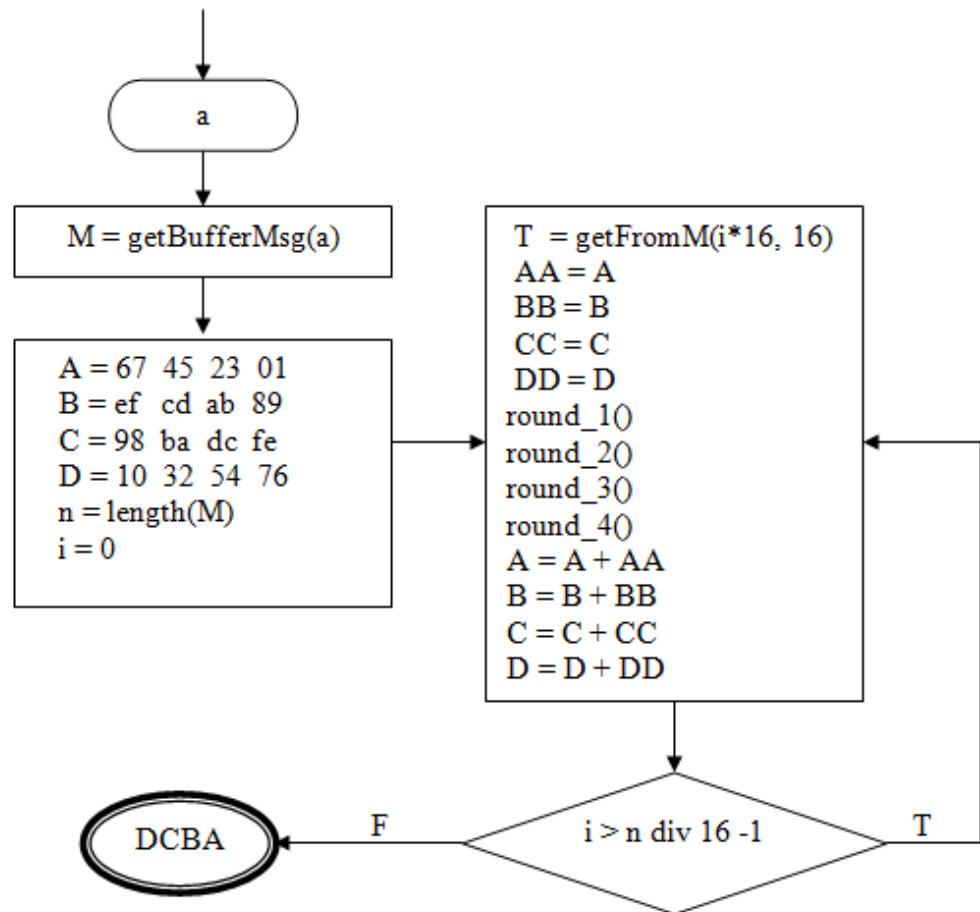 a
M = getBufferMsg(a)
A = 67 45 23 01
B = ef cd ab 89
C = 98 ba dc fe
D = 10 32 54 76
n = length(M)
i = 0
T = getFromM(i*16, 16)
AA = A
BB = B
CC = C
DD = D
round_1()
round_2()
round_3()
round_4()
A = A + AA
B = B + BB
C = C + CC
D = D + DD
i > n div 16 -1
T
F
DCBA